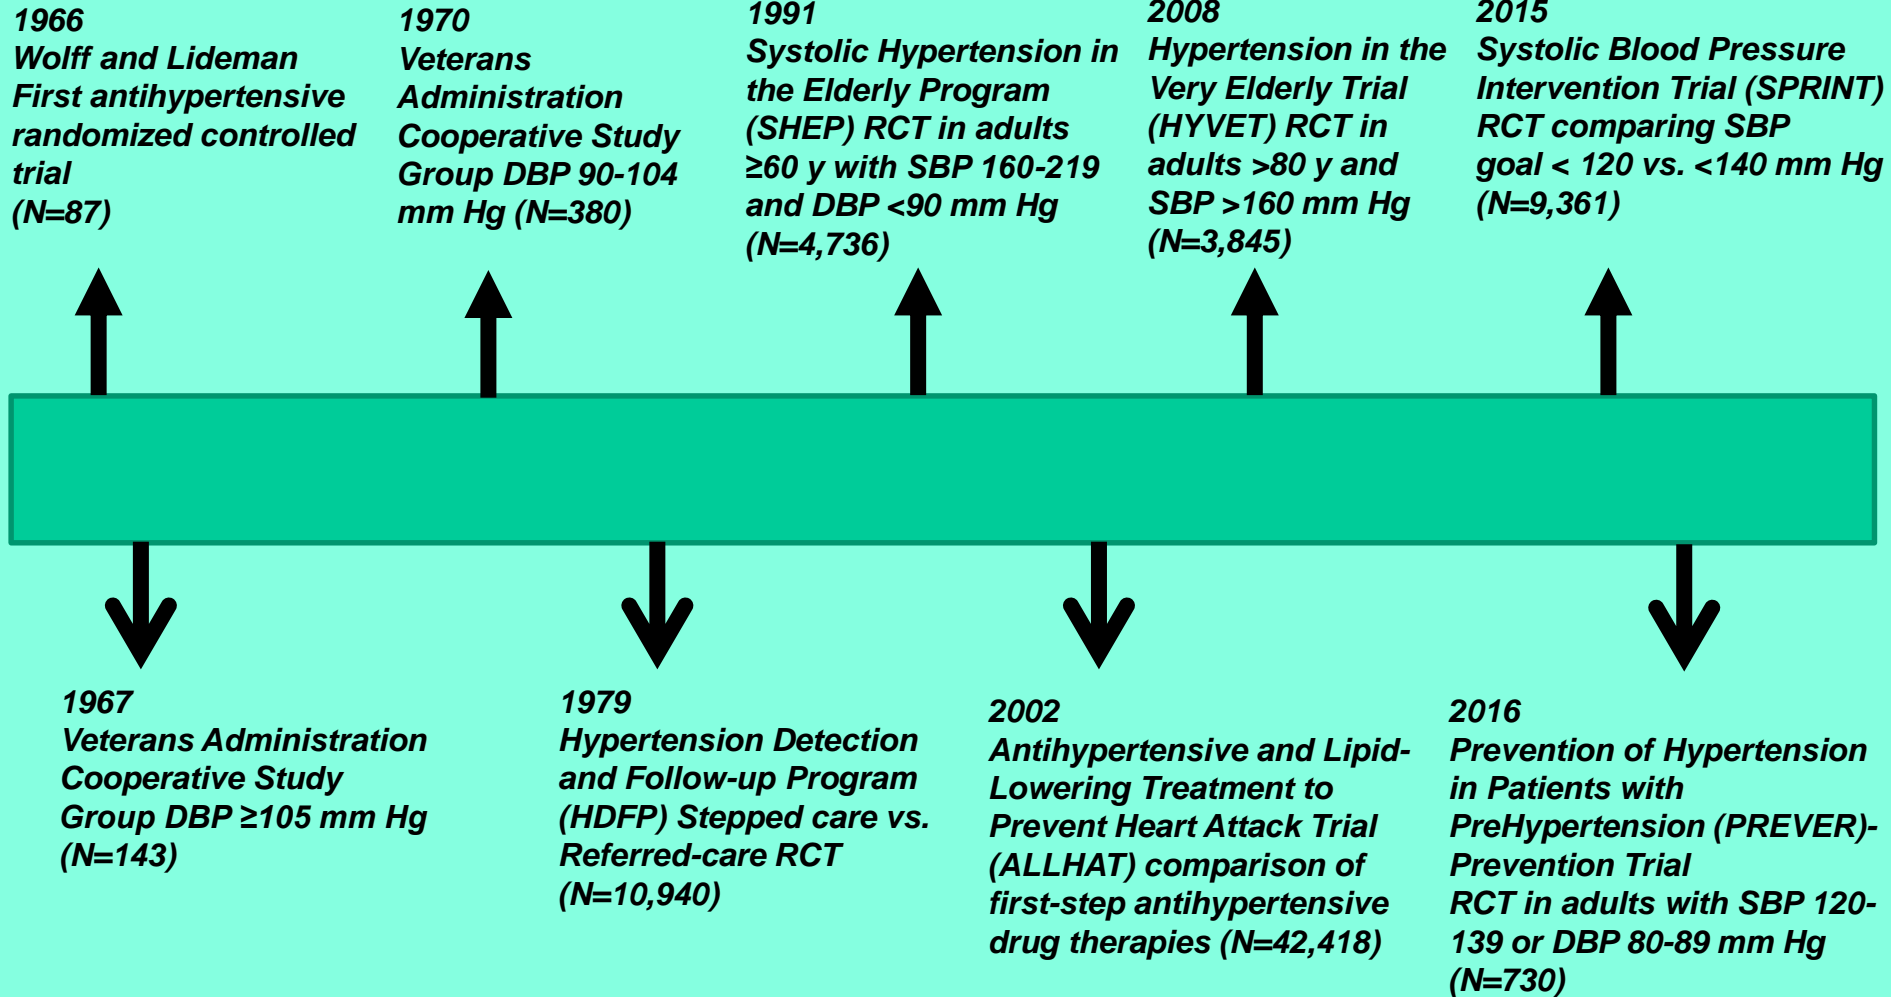 1966
Wolff and Lideman
First antihypertensive
randomized controlled
trial
(N=87)
1970
Veterans
Administration
Cooperative Study
Group DBP 90-104
mm Hg (N=380)
1991
Systolic Hypertension in
the Elderly Program
(SHEP) RCT in adults
≥60 y with SBP 160-219
and DBP <90 mm Hg
(N=4,736)
2008
Hypertension in the
Very Elderly Trial
(HYVET) RCT in
adults >80 y and
SBP >160 mm Hg
(N=3,845)
2015
Systolic Blood Pressure
Intervention Trial (SPRINT)
RCT comparing SBP
goal < 120 vs. <140 mm Hg
(N=9,361)
1967
Veterans Administration
Cooperative Study
Group DBP ≥105 mm Hg
(N=143)
1979
Hypertension Detection
and Follow-up Program
(HDFP) Stepped care vs.
Referred-care RCT
(N=10,940)
2002
Antihypertensive and Lipid-
Lowering Treatment to
Prevent Heart Attack Trial
(ALLHAT) comparison of
first-step antihypertensive
drug therapies (N=42,418)
2016
Prevention of Hypertension
in Patients with
PreHypertension (PREVER)-
Prevention Trial
RCT in adults with SBP 120-
139 or DBP 80-89 mm Hg
(N=730)